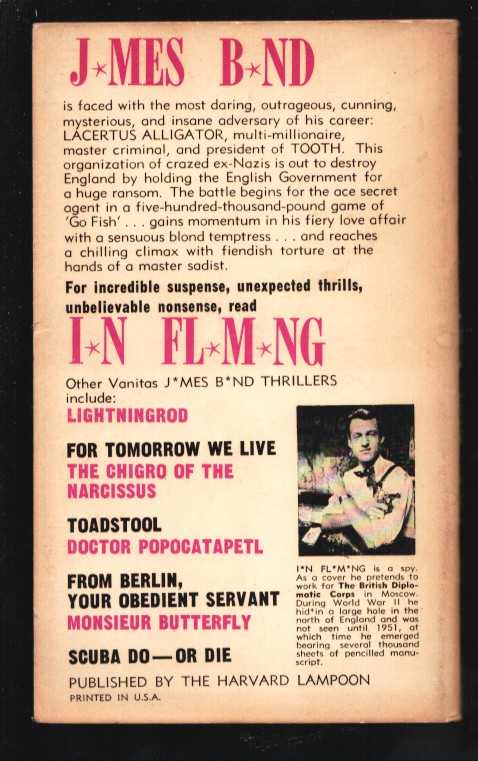 J*MES B*ND
is faced with the most daring, outrageous, cunning,
mysterious, and insane adversary of his career:
LACERTUS ALLIGATOR, multi-millionaire,
master criminal, and president of TOOTH. This
organization of crazed ex-Nazis is out to destroy
England by holding the English Government for
a huge ransom. The battle begins for the ace secret
agent in a five-hundred-thousand-pound game of
'Go Fish' . . . gains momentum in his fiery love affair
with a sensuous blond temptress . . . and reaches
a chilling climax with fiendish torture at the
hands of a master sadist.
For incredible suspense, unexpected thrills,
unbelievable nonsense, read
I*N FL*M*NG
Other Vanitas J*MES B*ND THRILLERS
include:
LIGHTNINGROD
FOR TOMORROW WE LIVE
THE CHIGRO OF THE
NARCISSUS
TOADSTOOL
DOCTOR POPOCATAPETL
FROM BERLIN,
YOUR OBEDIENT SERVANT
MONSIEUR BUTTERFLY
SCUBA DO—OR DIE
I*N FL*M*NG is a spy.
As a cover he pretends to
work for The British Diplo-
matic Corps in Moscow.
During World War II he
hid*in a large hole in the
north of England and was
not seen until 1951, at
which time he emerged
bearing several thousand
sheets of pencilled manu-
script.
PUBLISHED BY THE HARVARD LAMPOON
PRINTED IN U.S.A.